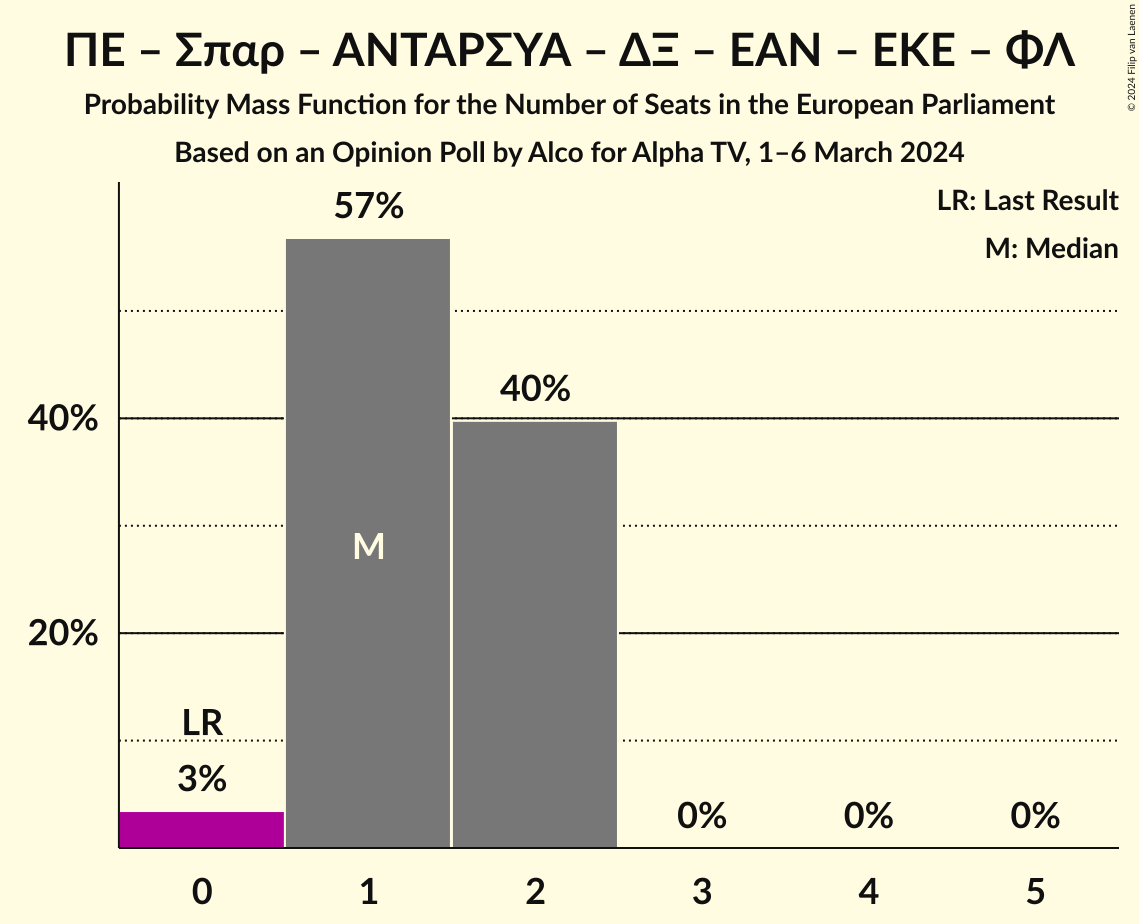 ΠΕ – Σπαρ – ΑΝΤΑΡΣΥΑ – ΔΞ – ΕΑΝ – ΕΚΕ – ΦΛ
Probability Mass Function for the Number of Seats in the European Parliament
Based on an Opinion Poll by Alco for Alpha TV, 1–6 March 2024
© 2024 Filip van Laenen
LR: Last Result
M: Median
57%
40%
40%
M
20%
LR
3%
0%
0%
0%
0
1
2
3
4
5